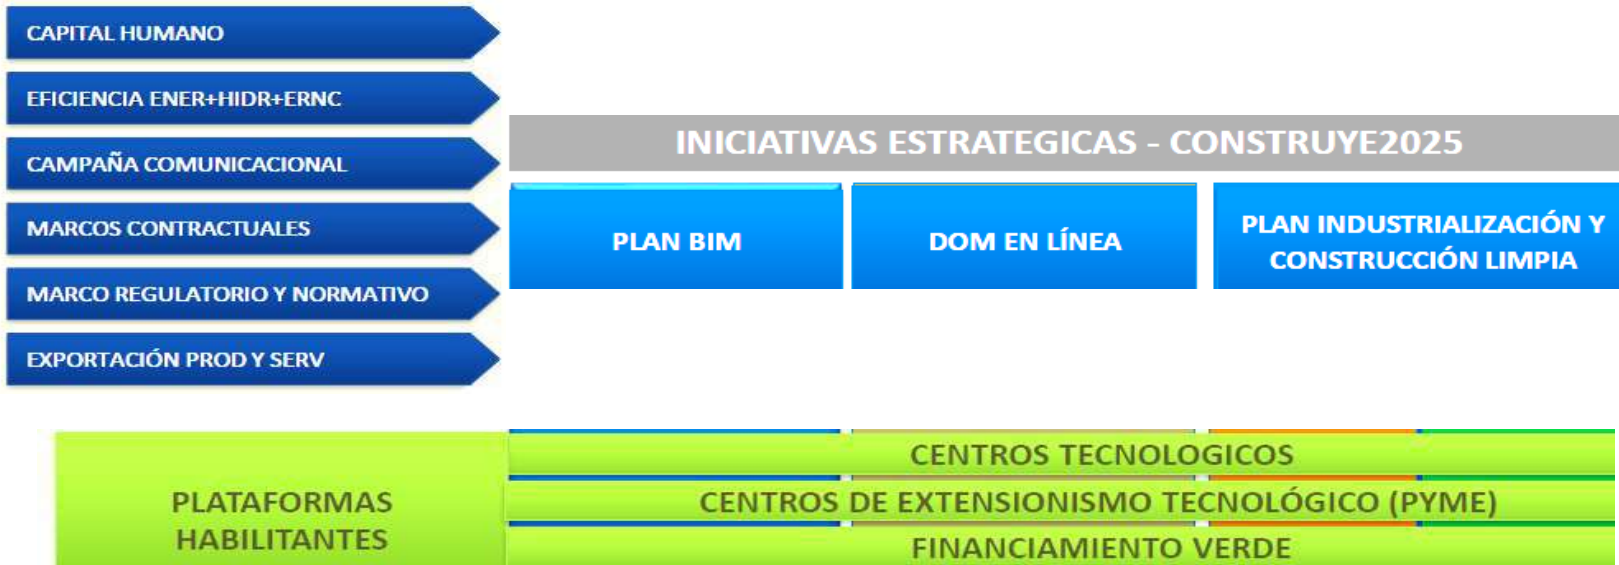 CAPITAL HUMANO
EFICIENCIA ENER+HIDR+ERNC
CAMPAÑA COMUNICACIONAL
MARCOS CONTRACTUALES
MARCO REGULATORIO Y NORMATIVO
EXPORTACIÓN PROD Y SERV
INICIATIVAS ESTRATEGICAS - CONSTRUYE2025
PLAN BIM
DOM EN LÍNEA
PLAN INDUSTRIALIZACIÓN Y
CONSTRUCCIÓN LIMPIA
PLATAFORMAS
HABILITANTES
CENTROS TECNOLOGICOS
CENTROS DE EXTENSIONISMO TECNOLÓGICO (PYME)
FINANCIAMIENTO VERDE